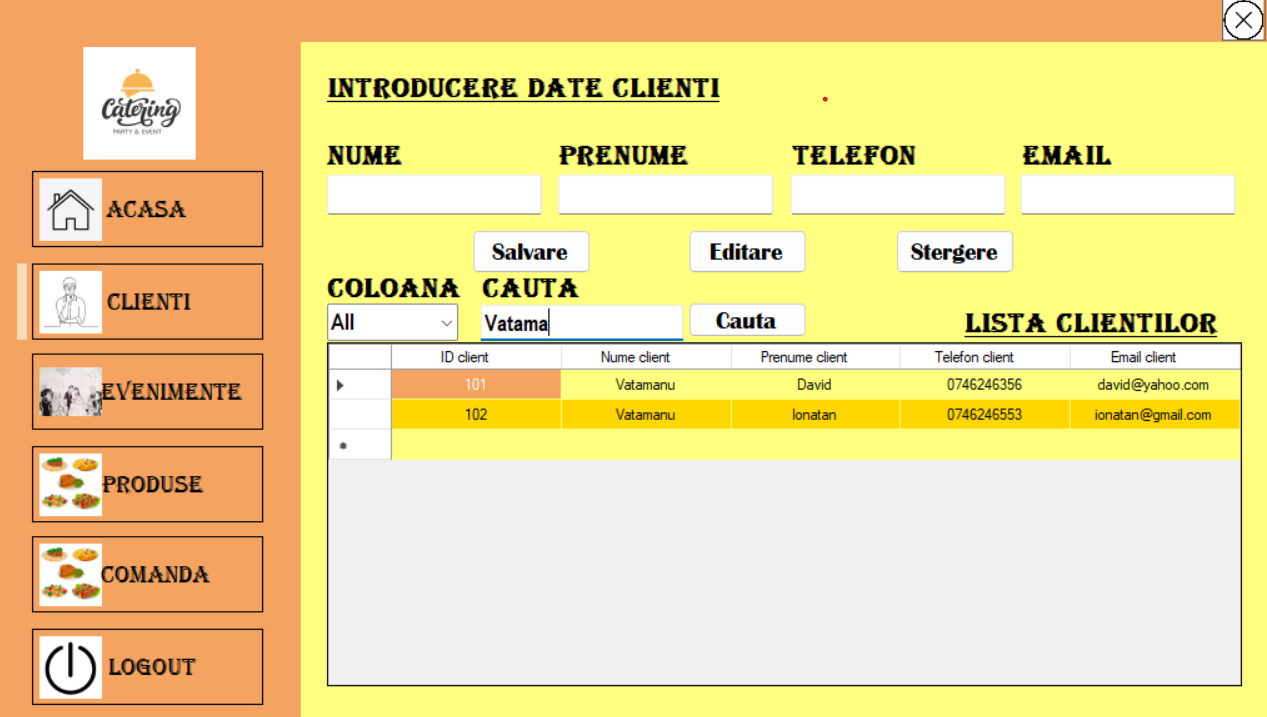 Catering
PARTY & EVENT
ACASA
CLIENTI
EVENIMENTE
PRODUSE
COMANDA
LOGOUT
INTRODUCERE DATE CLIENTI
NUME PRENUME TELEFON EMAIL
Salvare Editare Stergere
COLOANA CAUTA
All Vatama Cauta LISTA CLIENTILOR
ID client Nume client Prenume client Telefon client Email client
101 Vatamanu David 0746246356 david@yahoo.com
102 Vatamanu Ionatan 0746246553 ionatan@gmail.com